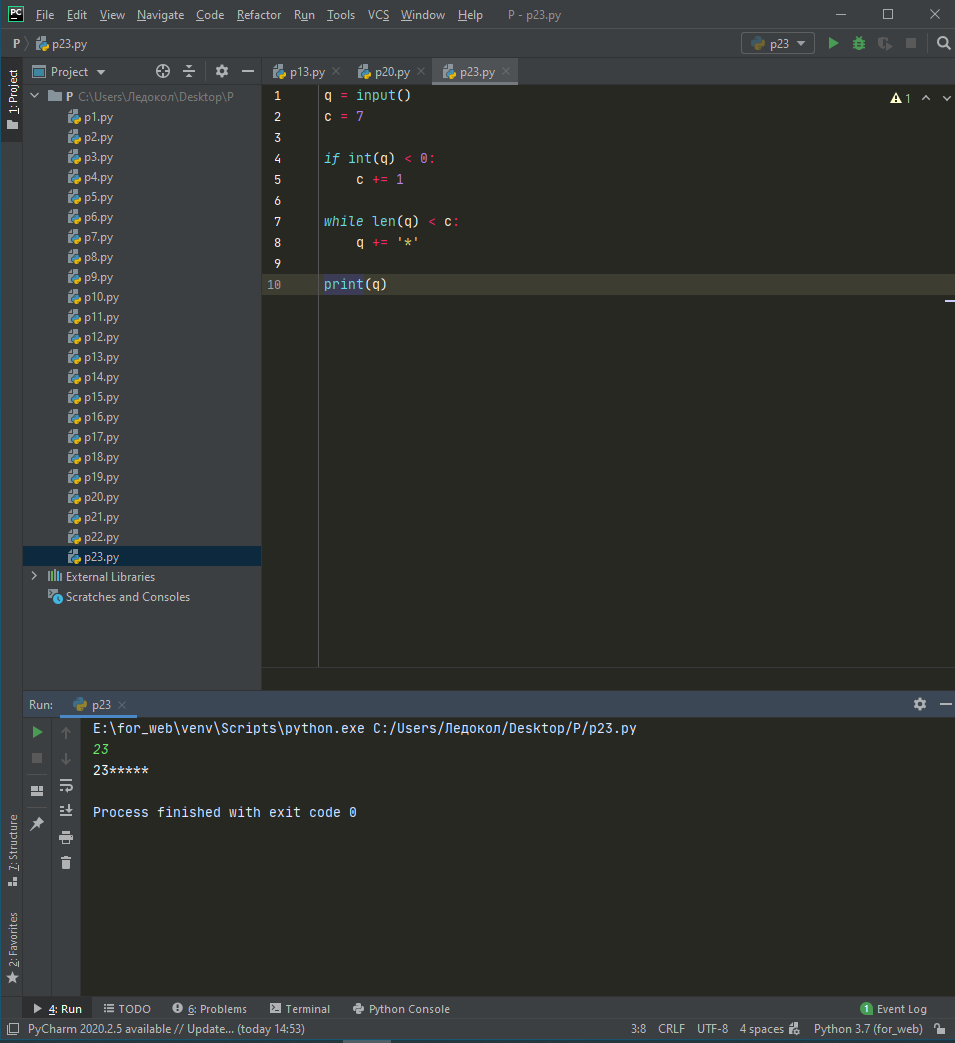 PC File Edit View Navigate Code Refactor Run Tools VCS Window Help P - p23.py
P p23.py p23
1: Project
Project
p13.py p20.py p23.py
P C:\Users\Ледокол\Desktop\P
p1.py
p2.py
p3.py
p4.py
p5.py
p6.py
p7.py
p8.py
p9.py
p10.py
p11.py
p12.py
p13.py
p14.py
p15.py
p16.py
p17.py
p18.py
p19.py
p20.py
p21.py
p22.py
p23.py
External Libraries
Scratches and Consoles
1 q = input()
2 c = 7
3
4 if int(q) < 0:
5     c += 1
6
7 while len(q) < c:
8     q += '*'
9
10 print(q)
1
Run: p23
E:\for_web\venv\Scripts\python.exe C:/Users/Ледокол/Desktop/P/p23.py
23
23*****
Process finished with exit code 0
7: Structure
2: Favorites
4: Run TODO 6: Problems Terminal Python Console 1 Event Log
PyCharm 2020.2.5 available // Update... (today 14:53) 3:8 CRLF UTF-8 4 spaces Python 3.7 (for_web)